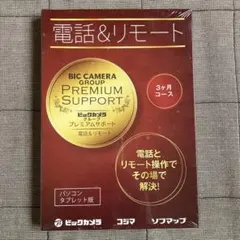 電話&リモート
BIC CAMERA
GROUP
PREMIUM
SUPPORT
ビックカメラ
グループ
プレミアムサポート
電話&リモート
3ヶ月
コース
電話と
リモート操作で
その場で
解決!
パソコン
タブレット版
ビックカメラ
コジマ
ソフマップ